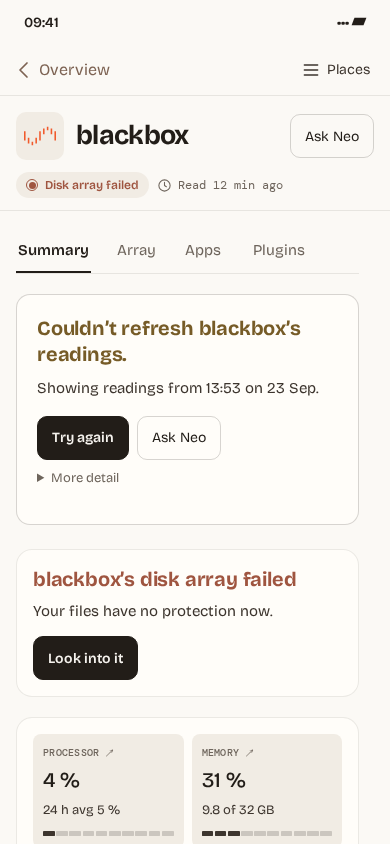 09:41
Overview
Places
blackbox
Ask Neo
Disk array failed
Read 12 min ago
Summary
Array
Apps
Plugins
Couldn't refresh blackbox's
readings.
Showing readings from 13:53 on 23 Sep.
Try again
Ask Neo
More detail
blackbox's disk array failed
Your files have no protection now.
Look into it
PROCESSOR ↗
MEMORY ↗
4 %
31 %
24 h avg 5 %
9.8 of 32 GB